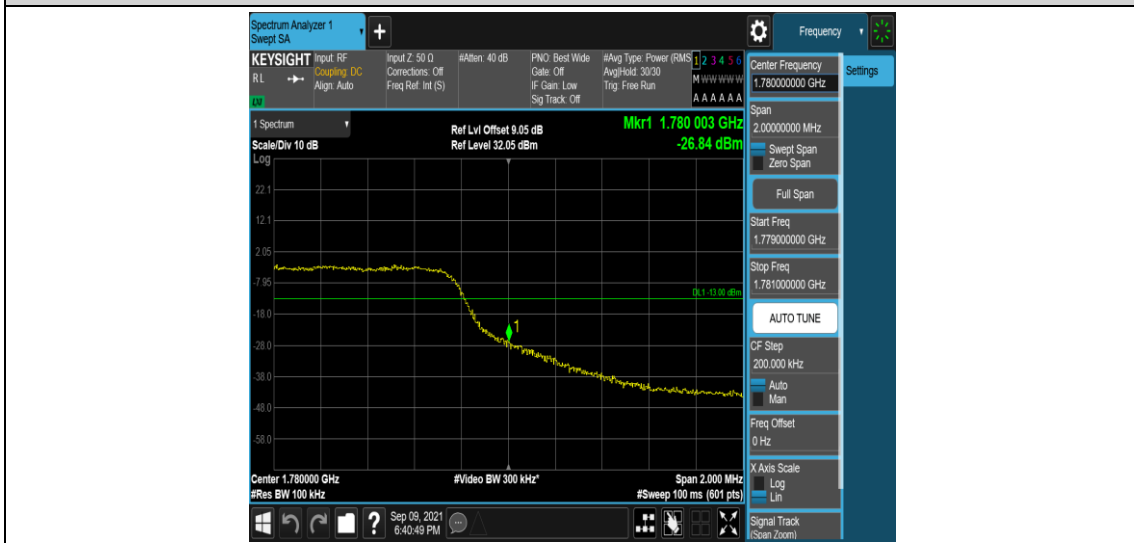 Spectrum Analyzer 1
Swept SA
+
Frequency
KEYSIGHT
RL
LXI
Input: RF
Coupling: DC
Align: Auto
Input Z: 50 Ω
Corrections: Off
Freq Ref: Int (S)
#Atten: 40 dB
PNO: Best Wide
Gate: Off
IF Gain: Low
Sig Track: Off
#Avg Type: Power (RMS
Avg|Hold: 30/30
Trig: Free Run
1 2 3 4 5 6
M W W W W W
A A A A A A
Center Frequency
1.780000000 GHz
Settings
1 Spectrum
Scale/Div 10 dB
Ref Lvl Offset 9.05 dB
Ref Level 32.05 dBm
Mkr1 1.780 003 GHz
-26.84 dBm
Log
22.1
12.1
2.05
-7.95
-18.0
-28.0
-38.0
-48.0
-58.0
DL1 -13.00 dBm
1
Span
2.00000000 MHz
Swept Span
Zero Span
Full Span
Start Freq
1.779000000 GHz
Stop Freq
1.781000000 GHz
AUTO TUNE
CF Step
200.000 kHz
Auto
Man
Freq Offset
0 Hz
X Axis Scale
Log
Lin
Signal Track
(Span Zoom)
Center 1.780000 GHz
#Res BW 100 kHz
#Video BW 300 kHz*
Span 2.000 MHz
#Sweep 100 ms (601 pts)
?
Sep 09, 2021
6:40:49 PM